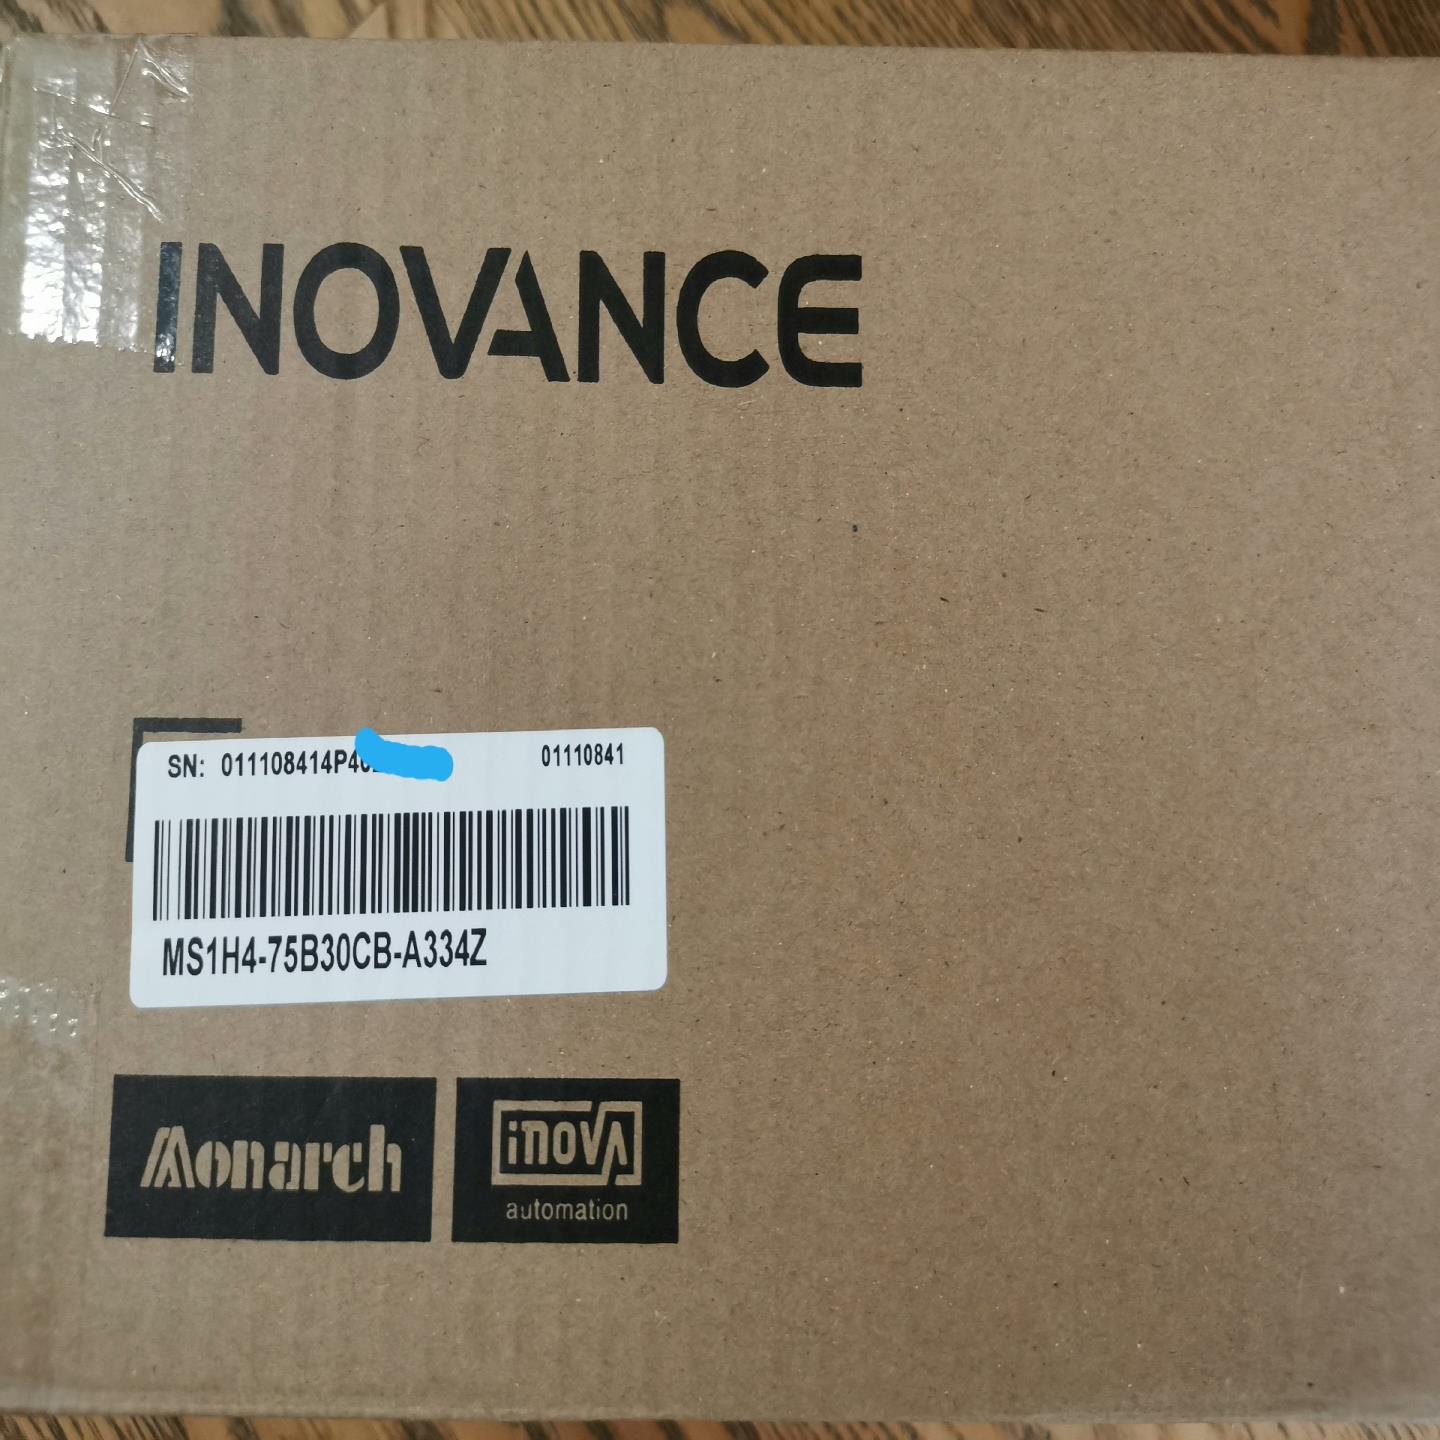 INOVANCE
SN: 011108414P4 01110841
MS1H4-75B30CB-A334Z
Monarch
inovA
automation